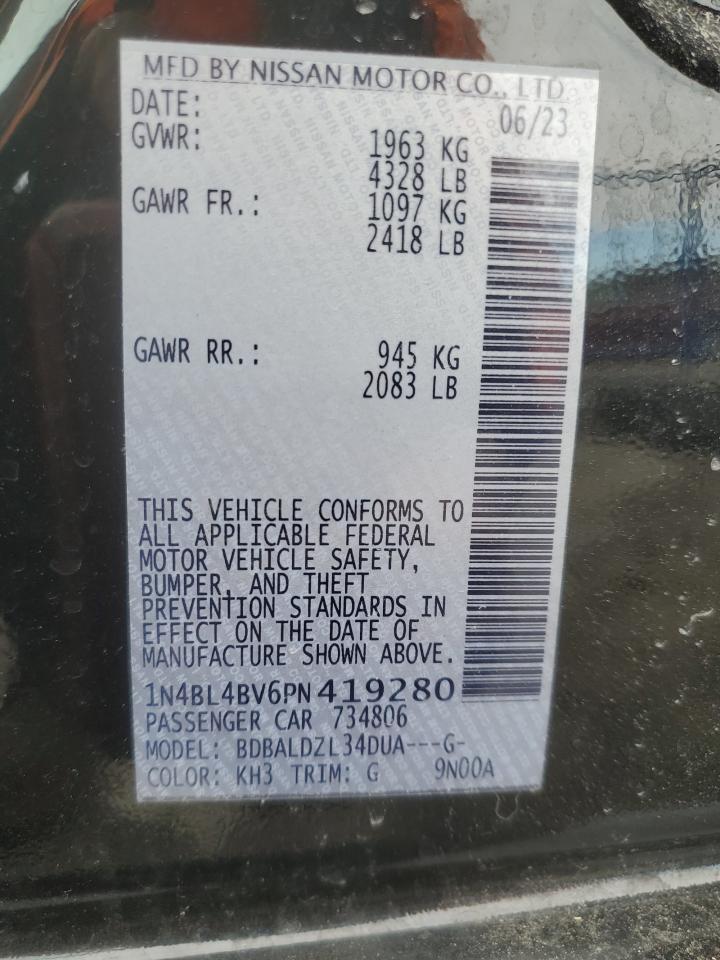 MFD BY NISSAN MOTOR CO., LTD
DATE: 06/23
GVWR: 1963 KG
4328 LB
GAWR FR.: 1097 KG
2418 LB
GAWR RR.: 945 KG
2083 LB
THIS VEHICLE CONFORMS TO
ALL APPLICABLE FEDERAL
MOTOR VEHICLE SAFETY,
BUMPER, AND THEFT
PREVENTION STANDARDS IN
EFFECT ON THE DATE OF
MANUFACTURE SHOWN ABOVE.
1N4BL4BV6PN419280
PASSENGER CAR 734806
MODEL: BDBALDZL34DUA---G-
COLOR: KH3 TRIM: G 9N00A